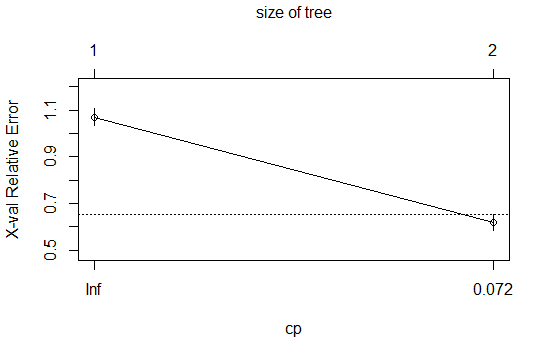 size of tree
1 2
X-val Relative Error
1.1
0.9
0.7
0.5
Inf 0.072
cp